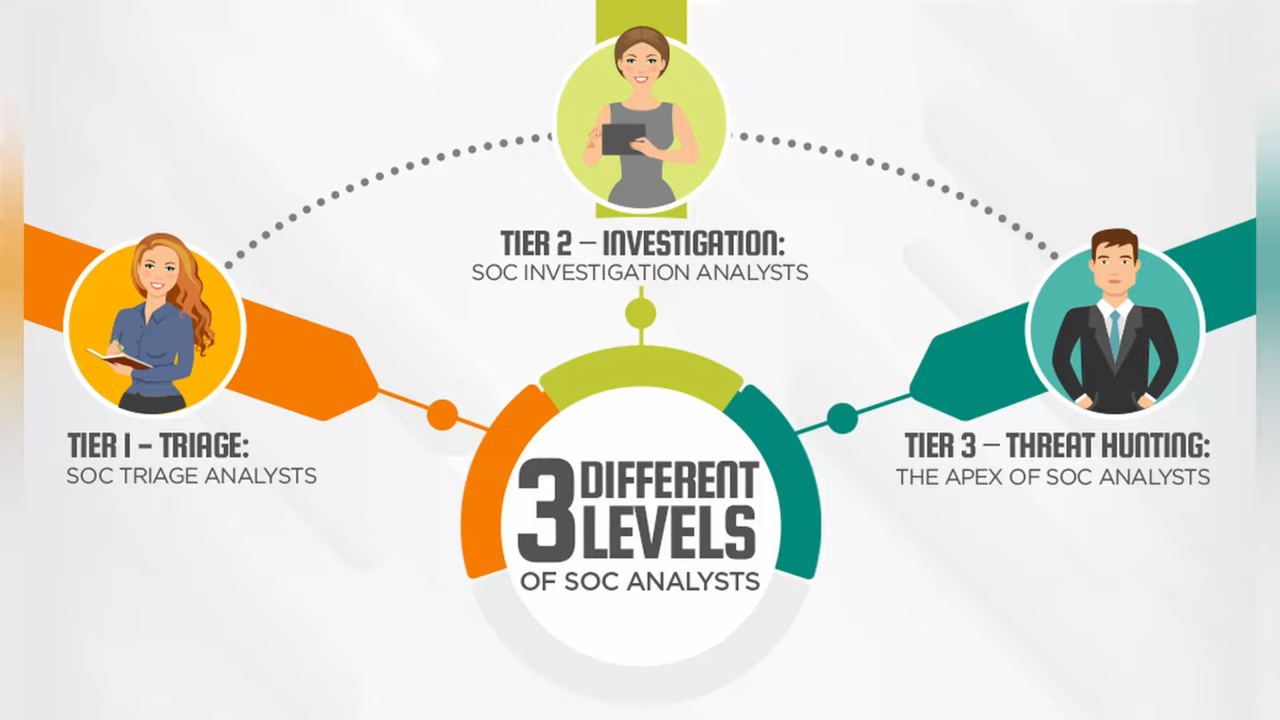 TIER 2 – INVESTIGATION:
SOC INVESTIGATION ANALYSTS
TIER 1 – TRIAGE:
SOC TRIAGE ANALYSTS
TIER 3 – THREAT HUNTING:
THE APEX OF SOC ANALYSTS
3 DIFFERENT
LEVELS
OF SOC ANALYSTS